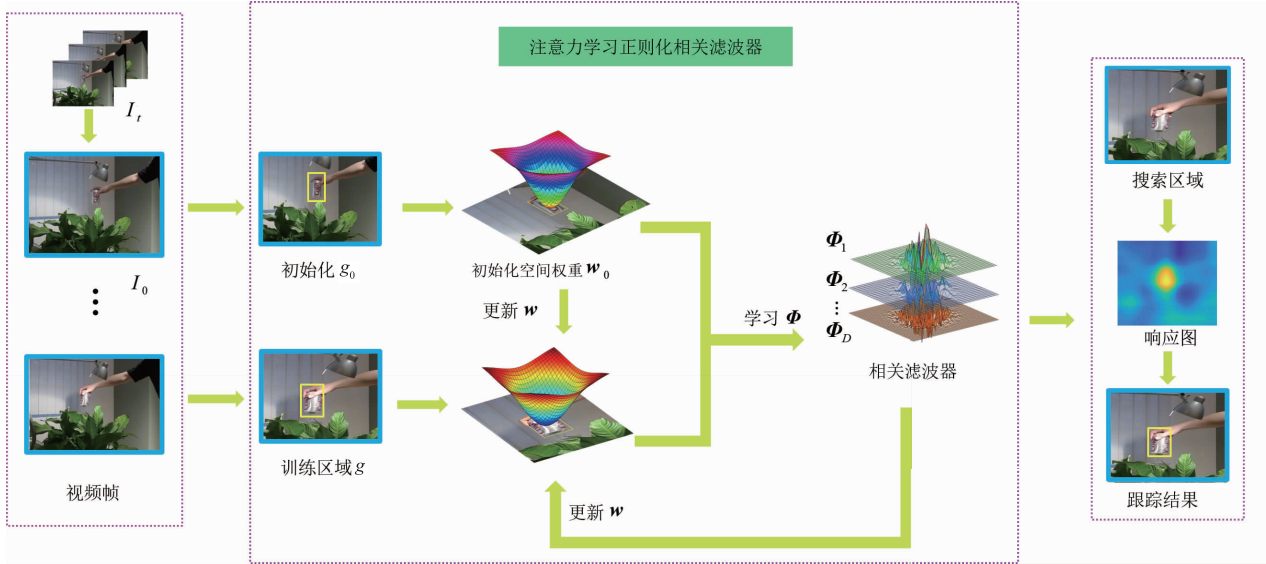 注意力学习正则化相关滤波器
I_t
I_0
视频帧
初始化 g_0
初始化空间权重 w_0
更新 w
训练区域 g
更新 w
学习 Φ
Φ_1
Φ_2
⋮
Φ_D
相关滤波器
搜索区域
响应图
跟踪结果